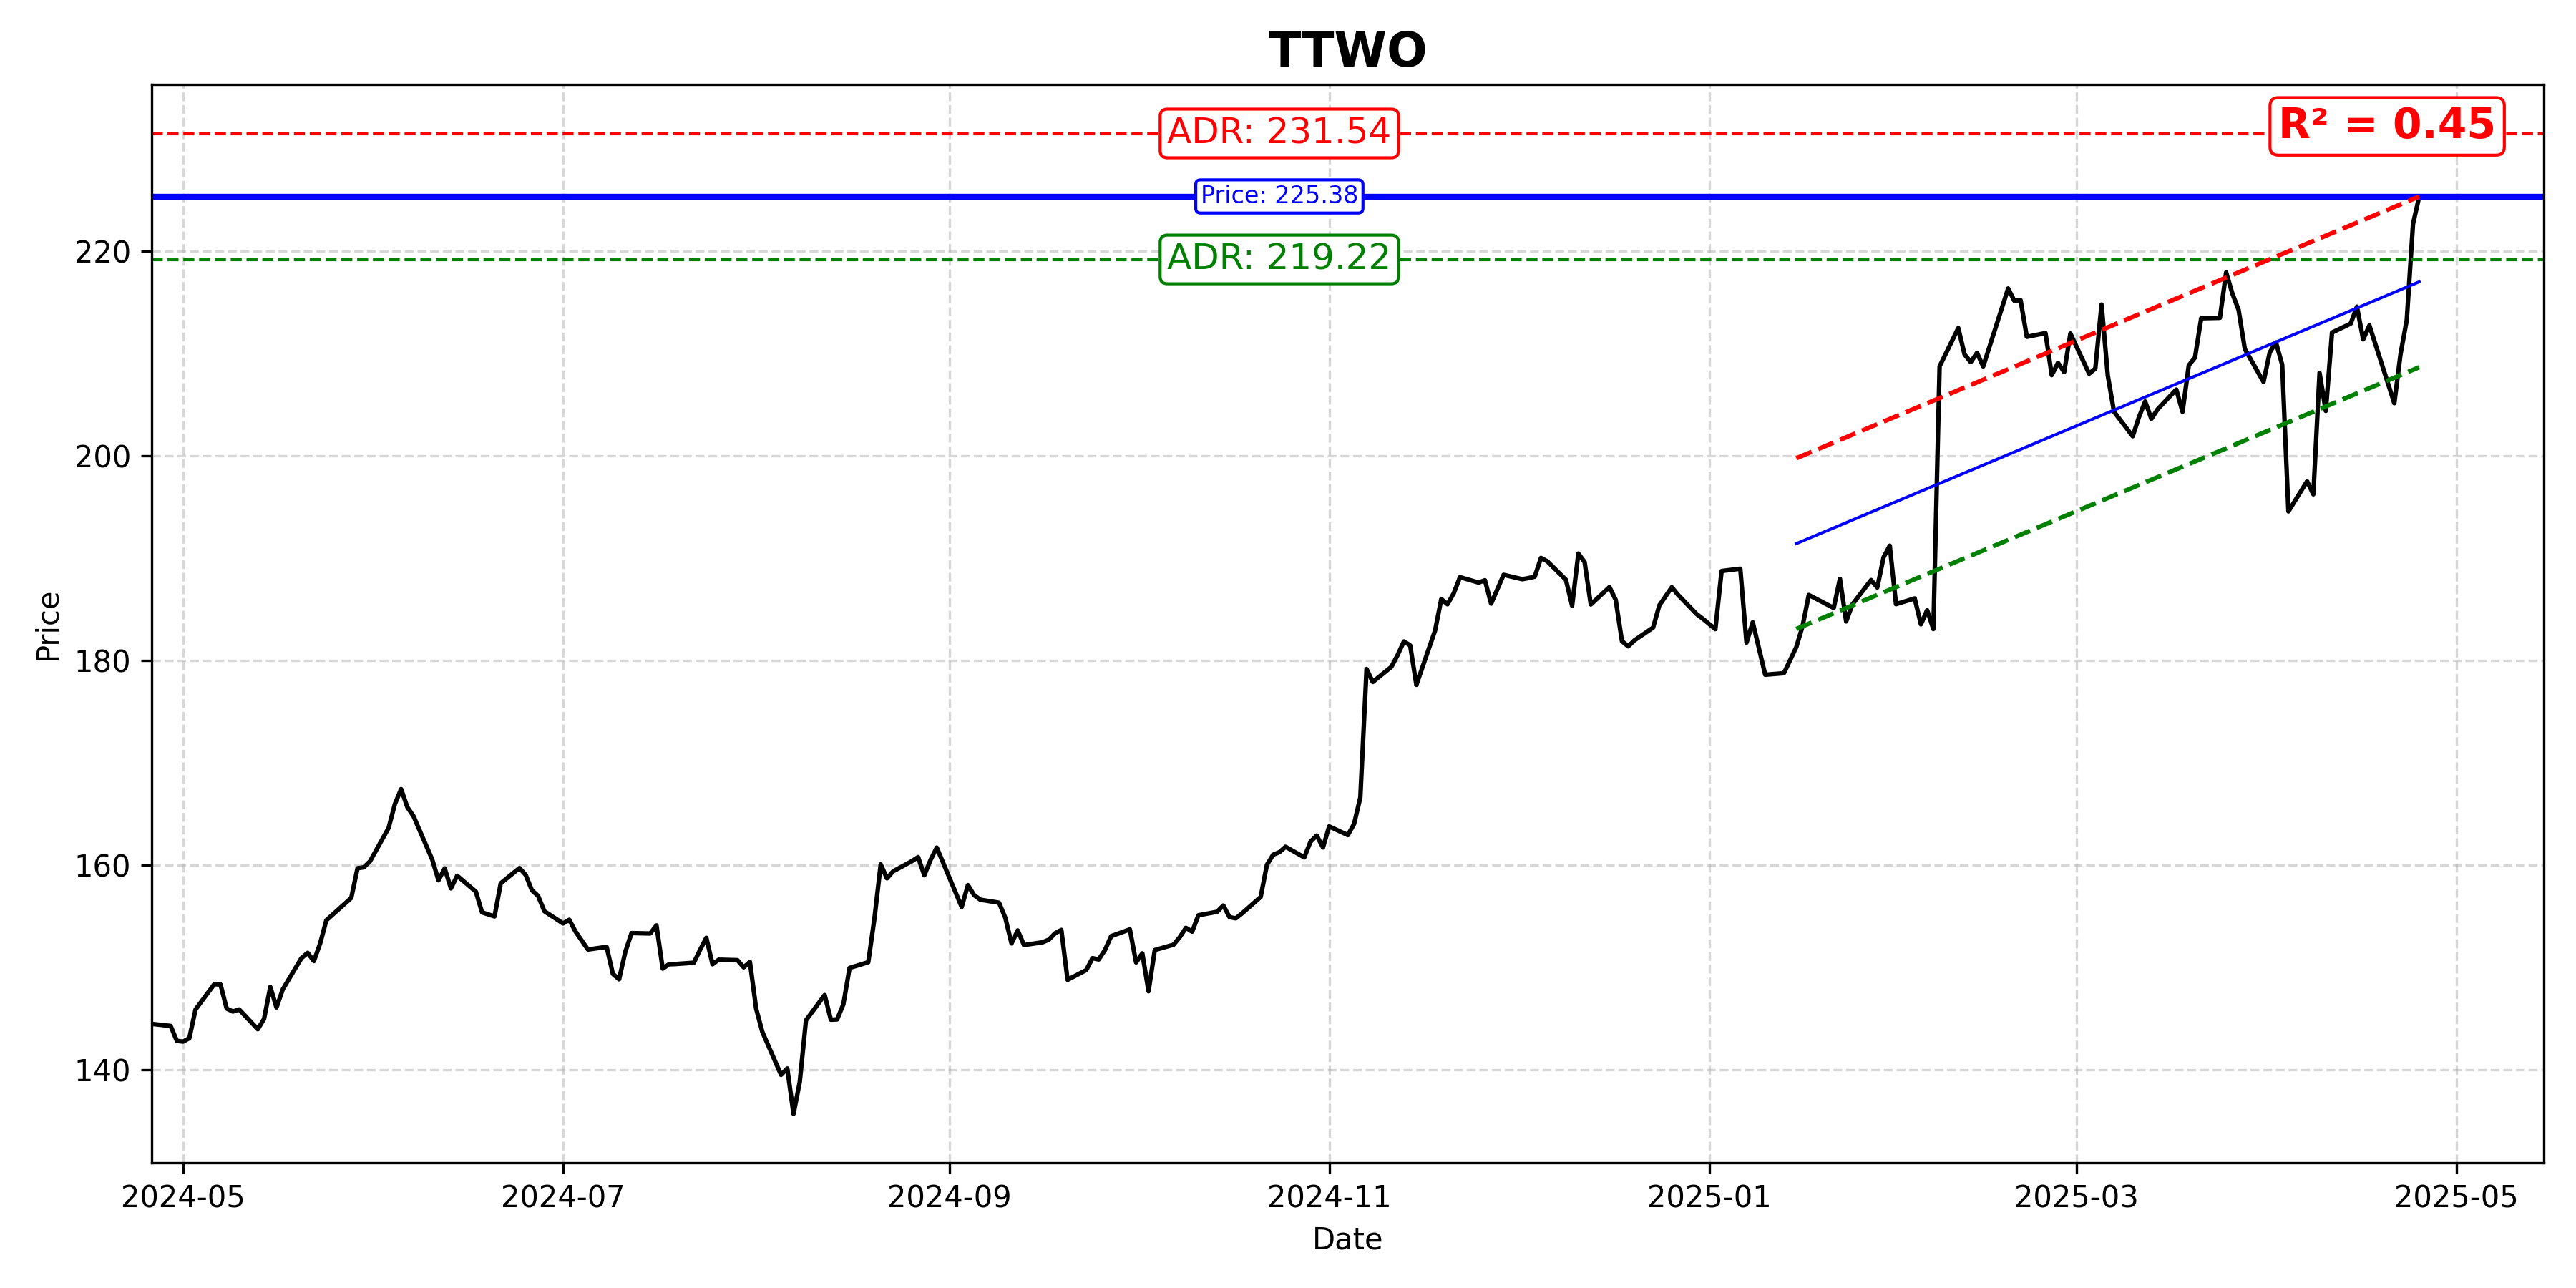 TTWO
ADR: 231.54
R² = 0.45
Price: 225.38
ADR: 219.22
220
200
180
160
140
Price
2024-05
2024-07
2024-09
2024-11
2025-01
2025-03
2025-05
Date